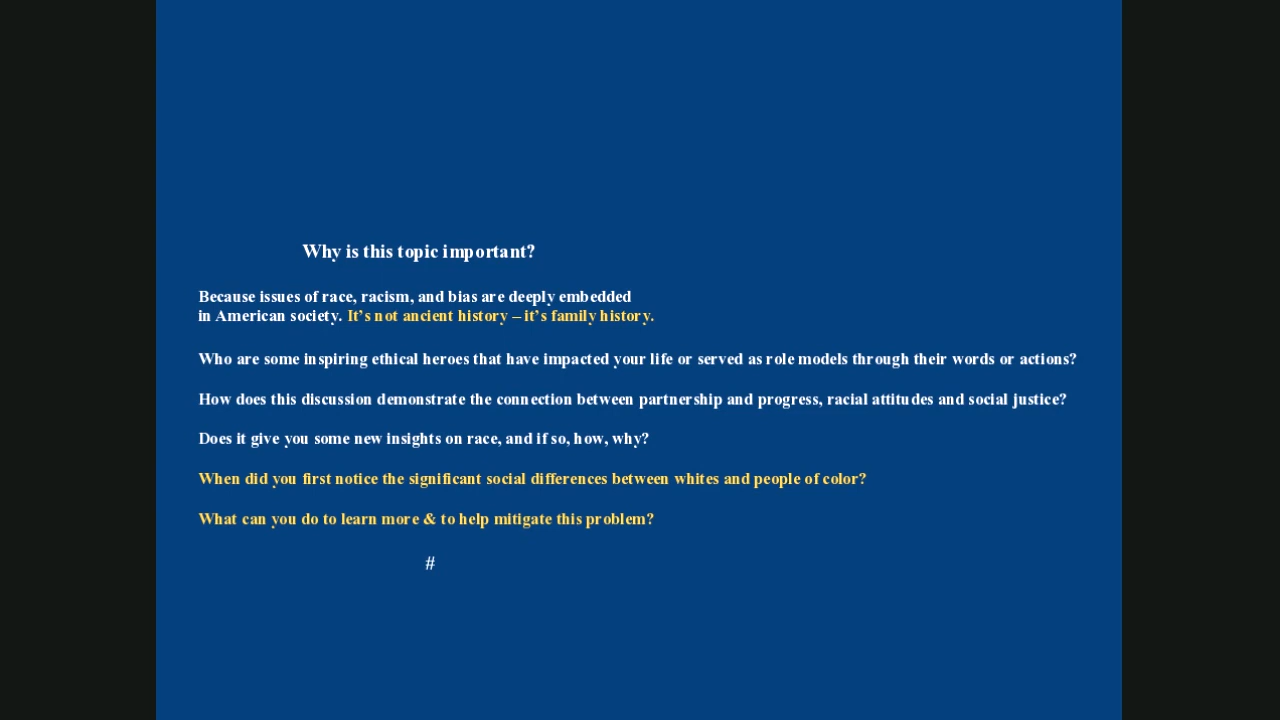 Why is this topic important?
Because issues of race, racism, and bias are deeply embedded
in American society. It’s not ancient history – it’s family history.
Who are some inspiring ethical heroes that have impacted your life or served as role models through their words or actions?
How does this discussion demonstrate the connection between partnership and progress, racial attitudes and social justice?
Does it give you some new insights on race, and if so, how, why?
When did you first notice the significant social differences between whites and people of color?
What can you do to learn more & to help mitigate this problem?
#